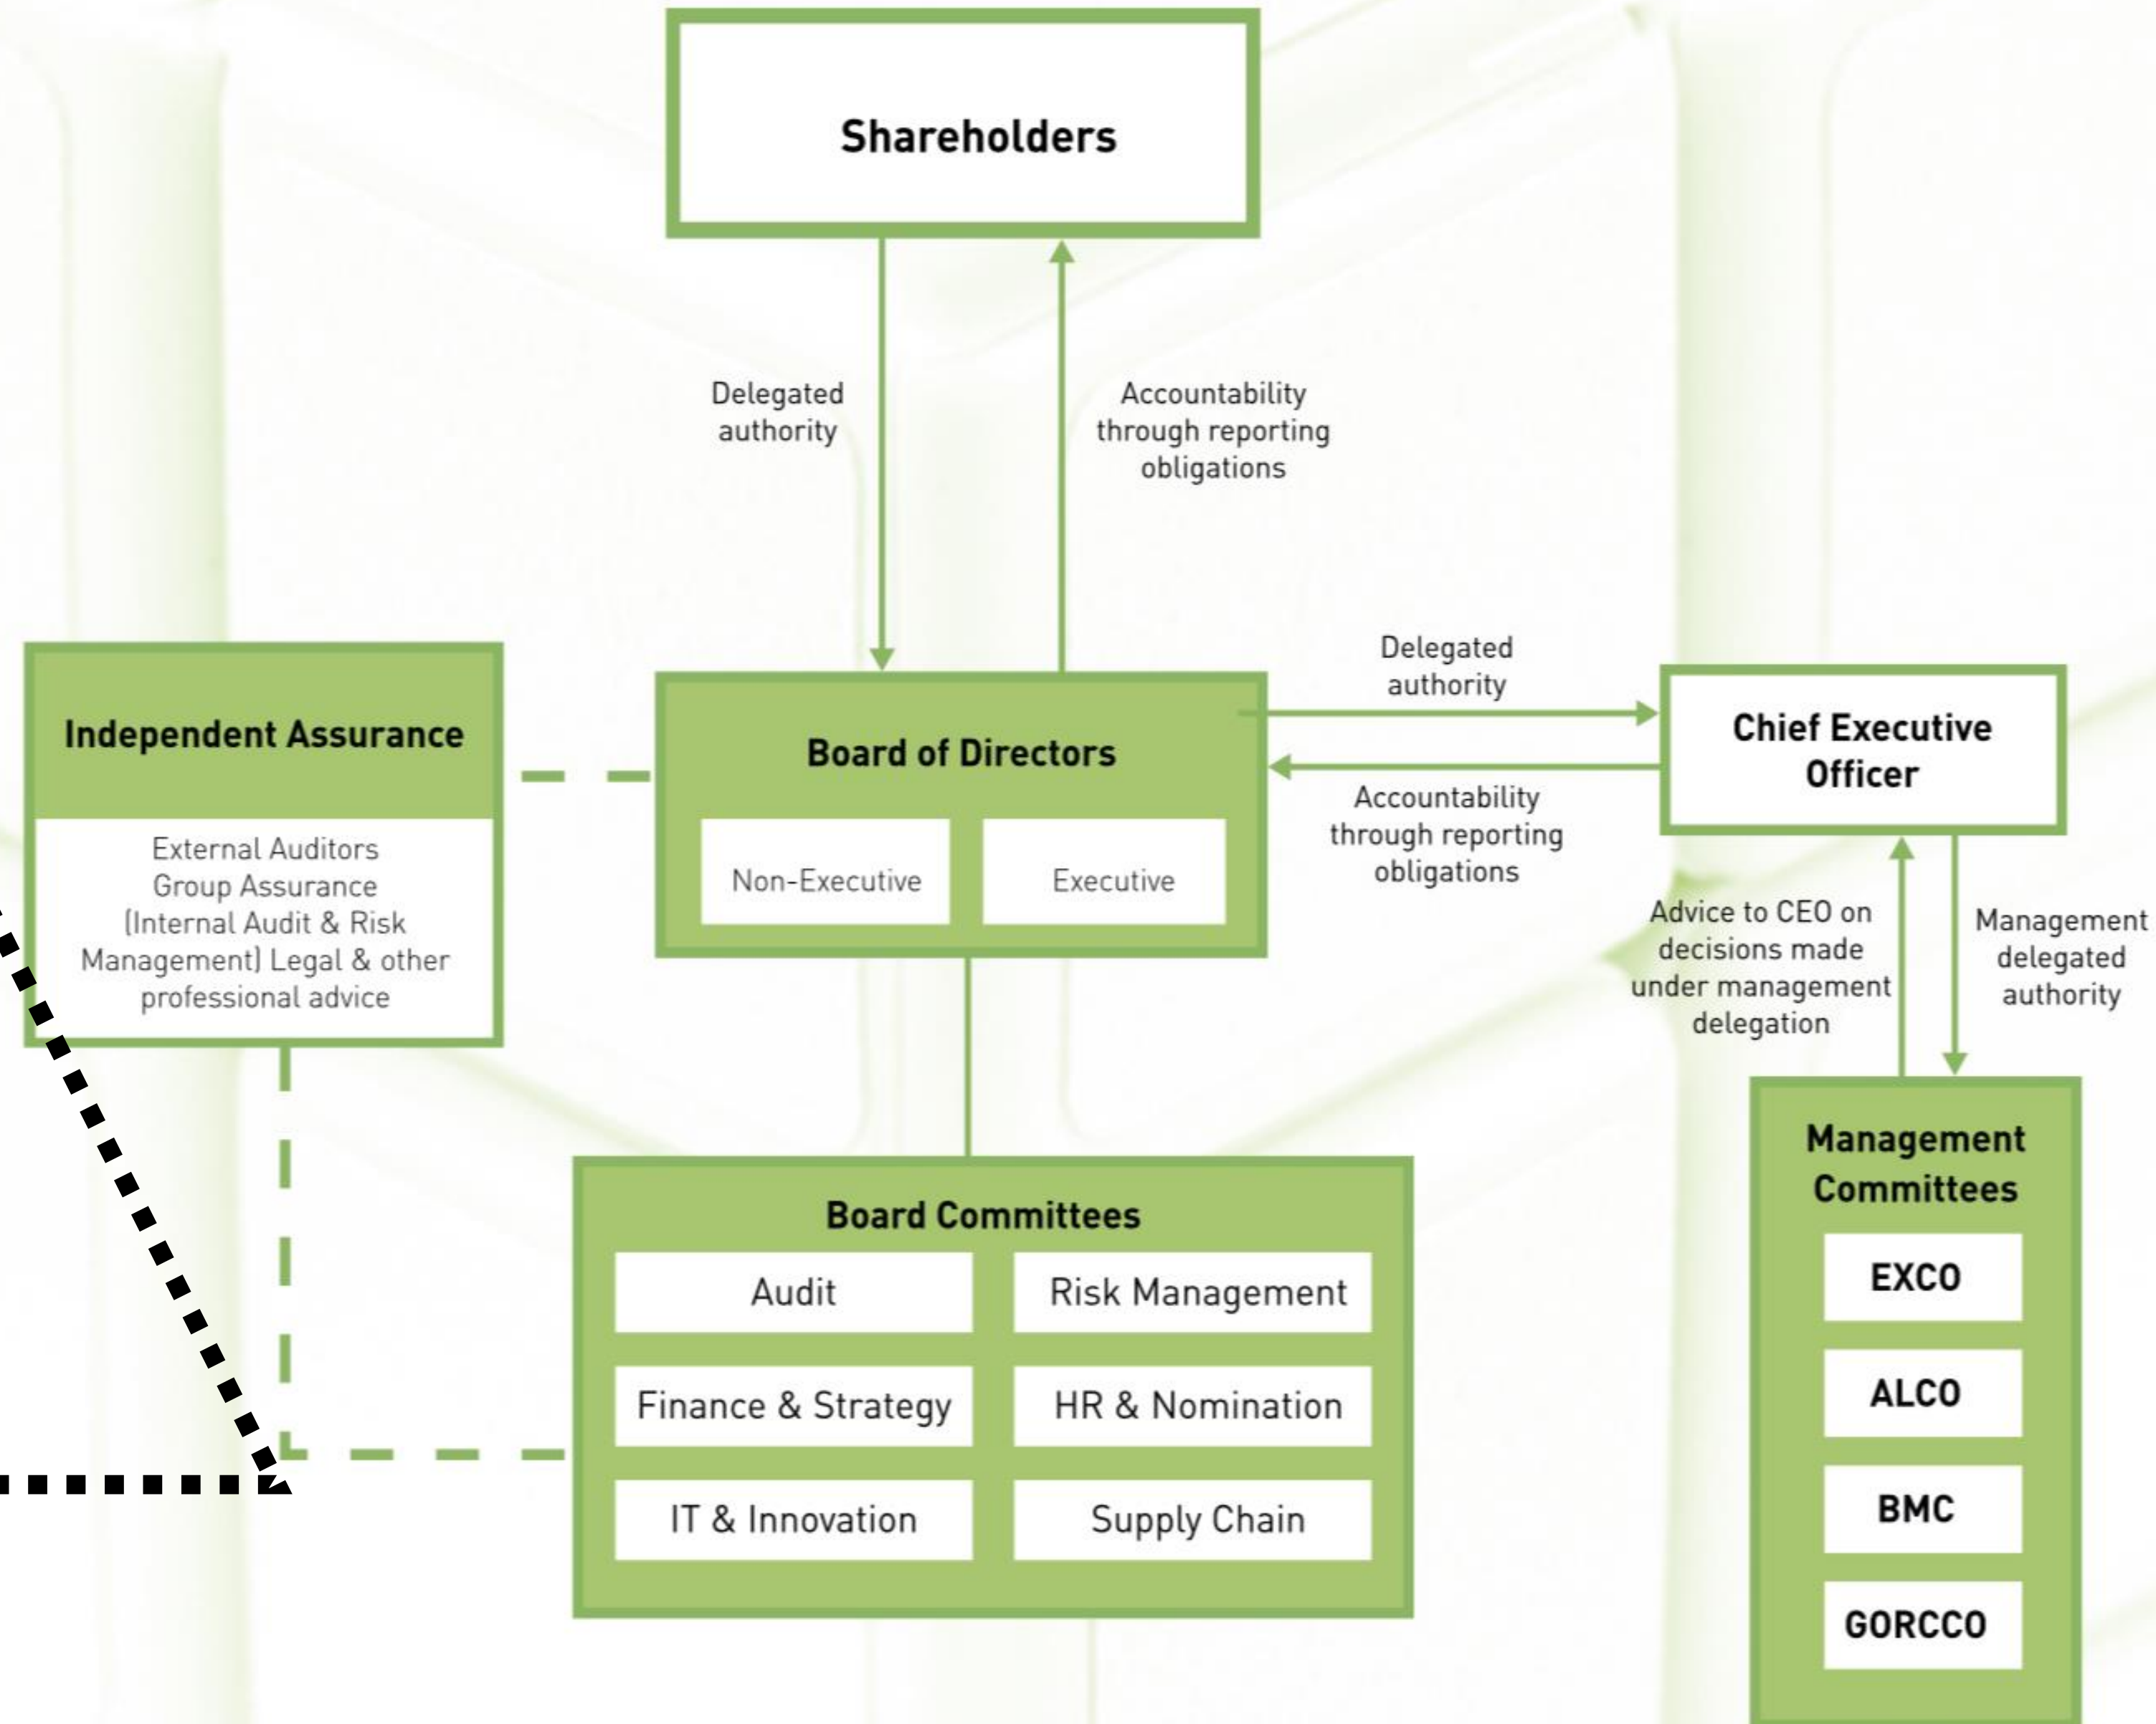 Shareholders
Delegated
authority
Accountability
through reporting
obligations
Independent Assurance
External Auditors
Group Assurance
(Internal Audit & Risk
Management) Legal & other
professional advice
Board of Directors
Non-Executive
Executive
Delegated
authority
Accountability
through reporting
obligations
Chief Executive
Officer
Advice to CEO on
decisions made
under management
delegation
Management
delegated
authority
Board Committees
Audit
Risk Management
Finance & Strategy
HR & Nomination
IT & Innovation
Supply Chain
Management
Committees
EXCO
ALCO
BMC
GORCCO